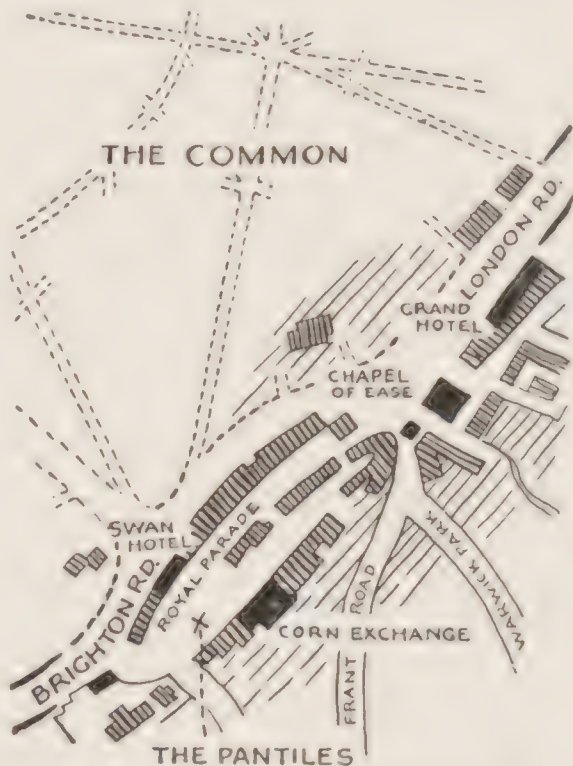 THE COMMON
LONDON RD.
GRAND
HOTEL
CHAPEL
OF EASE
SWAN
HOTEL
ROYAL PARADE
BRIGHTON RD.
WARWICK PARK
ROAD
FRANT
CORN EXCHANGE
THE PANTILES